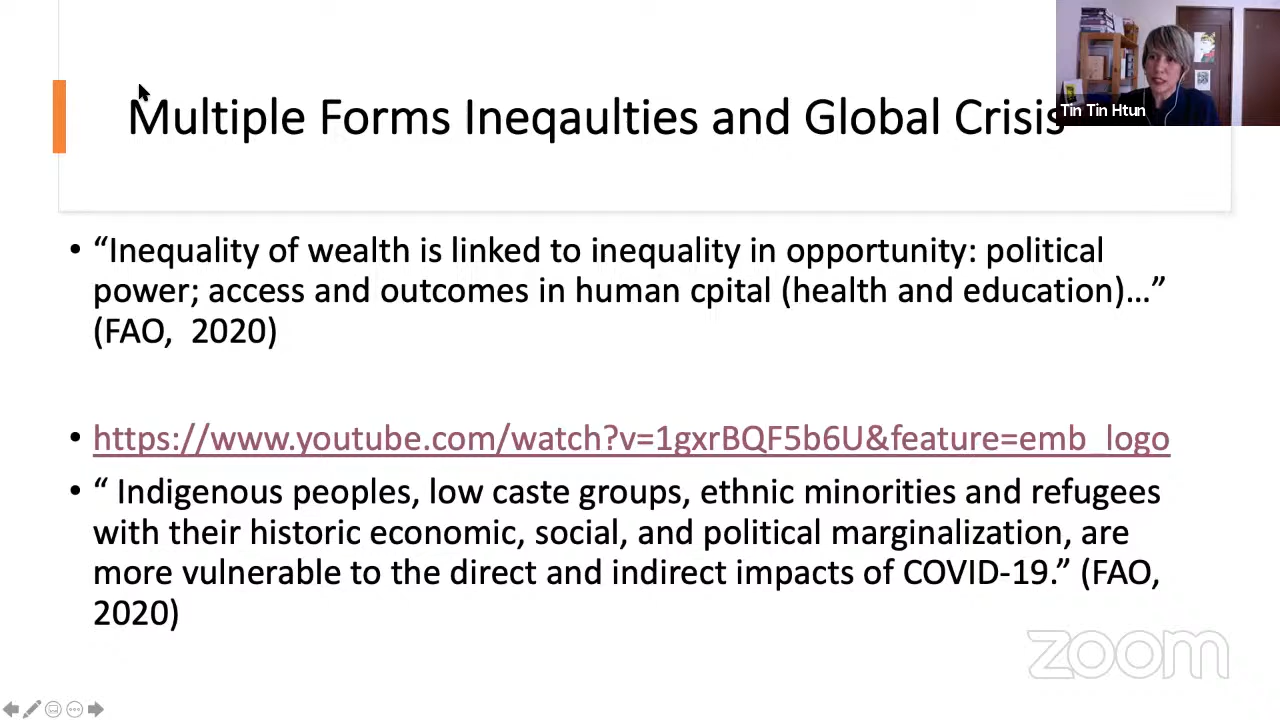 Multiple Forms Ineqaulties and Global Crisis
Tin Tin Htun
• “Inequality of wealth is linked to inequality in opportunity: political
power; access and outcomes in human cpital (health and education)…”
(FAO,  2020)
• https://www.youtube.com/watch?v=1gxrBQF5b6U&feature=emb_logo
• “ Indigenous peoples, low caste groups, ethnic minorities and refugees
with their historic economic, social, and political marginalization, are
more vulnerable to the direct and indirect impacts of COVID-19.” (FAO,
2020)
zoom